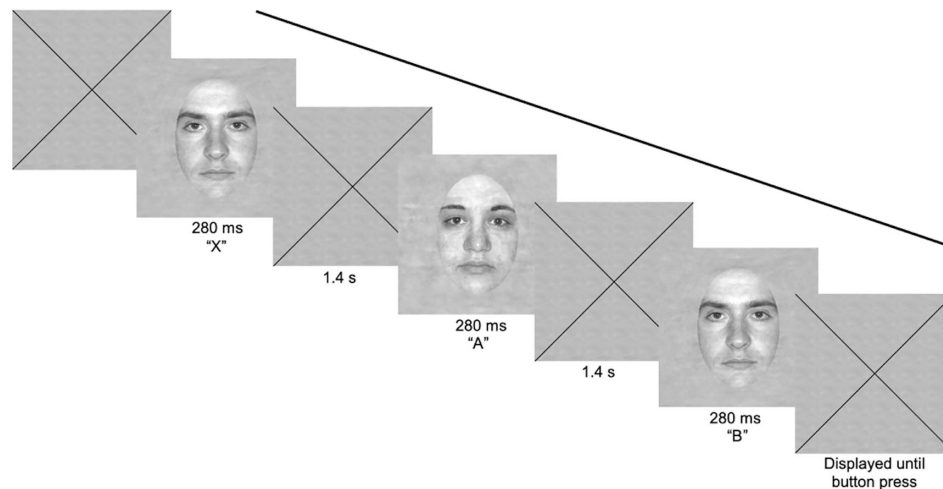 280 ms
“X”
1.4 s
280 ms
“A”
1.4 s
280 ms
“B”
Displayed until
button press